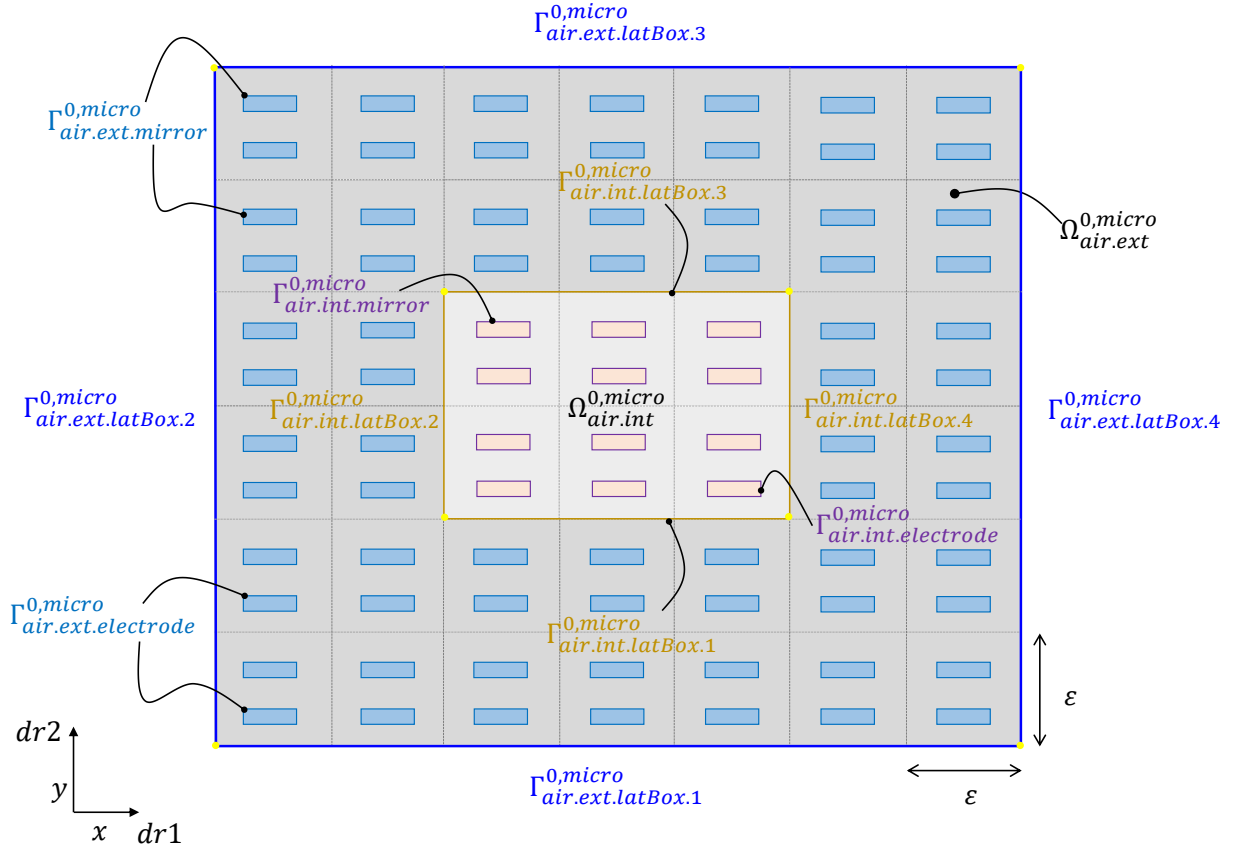 Γ^{0,micro}_{air.ext.latBox.3}
Γ^{0,micro}_{air.ext.mirror}
Γ^{0,micro}_{air.int.latBox.3}
Ω^{0,micro}_{air.ext}
Γ^{0,micro}_{air.int.mirror}
Γ^{0,micro}_{air.ext.latBox.2}
Γ^{0,micro}_{air.int.latBox.2}
Ω^{0,micro}_{air.int}
Γ^{0,micro}_{air.int.latBox.4}
Γ^{0,micro}_{air.ext.latBox.4}
Γ^{0,micro}_{air.int.electrode}
Γ^{0,micro}_{air.ext.electrode}
Γ^{0,micro}_{air.int.latBox.1}
ε
dr2
y
x
dr1
Γ^{0,micro}_{air.ext.latBox.1}
ε